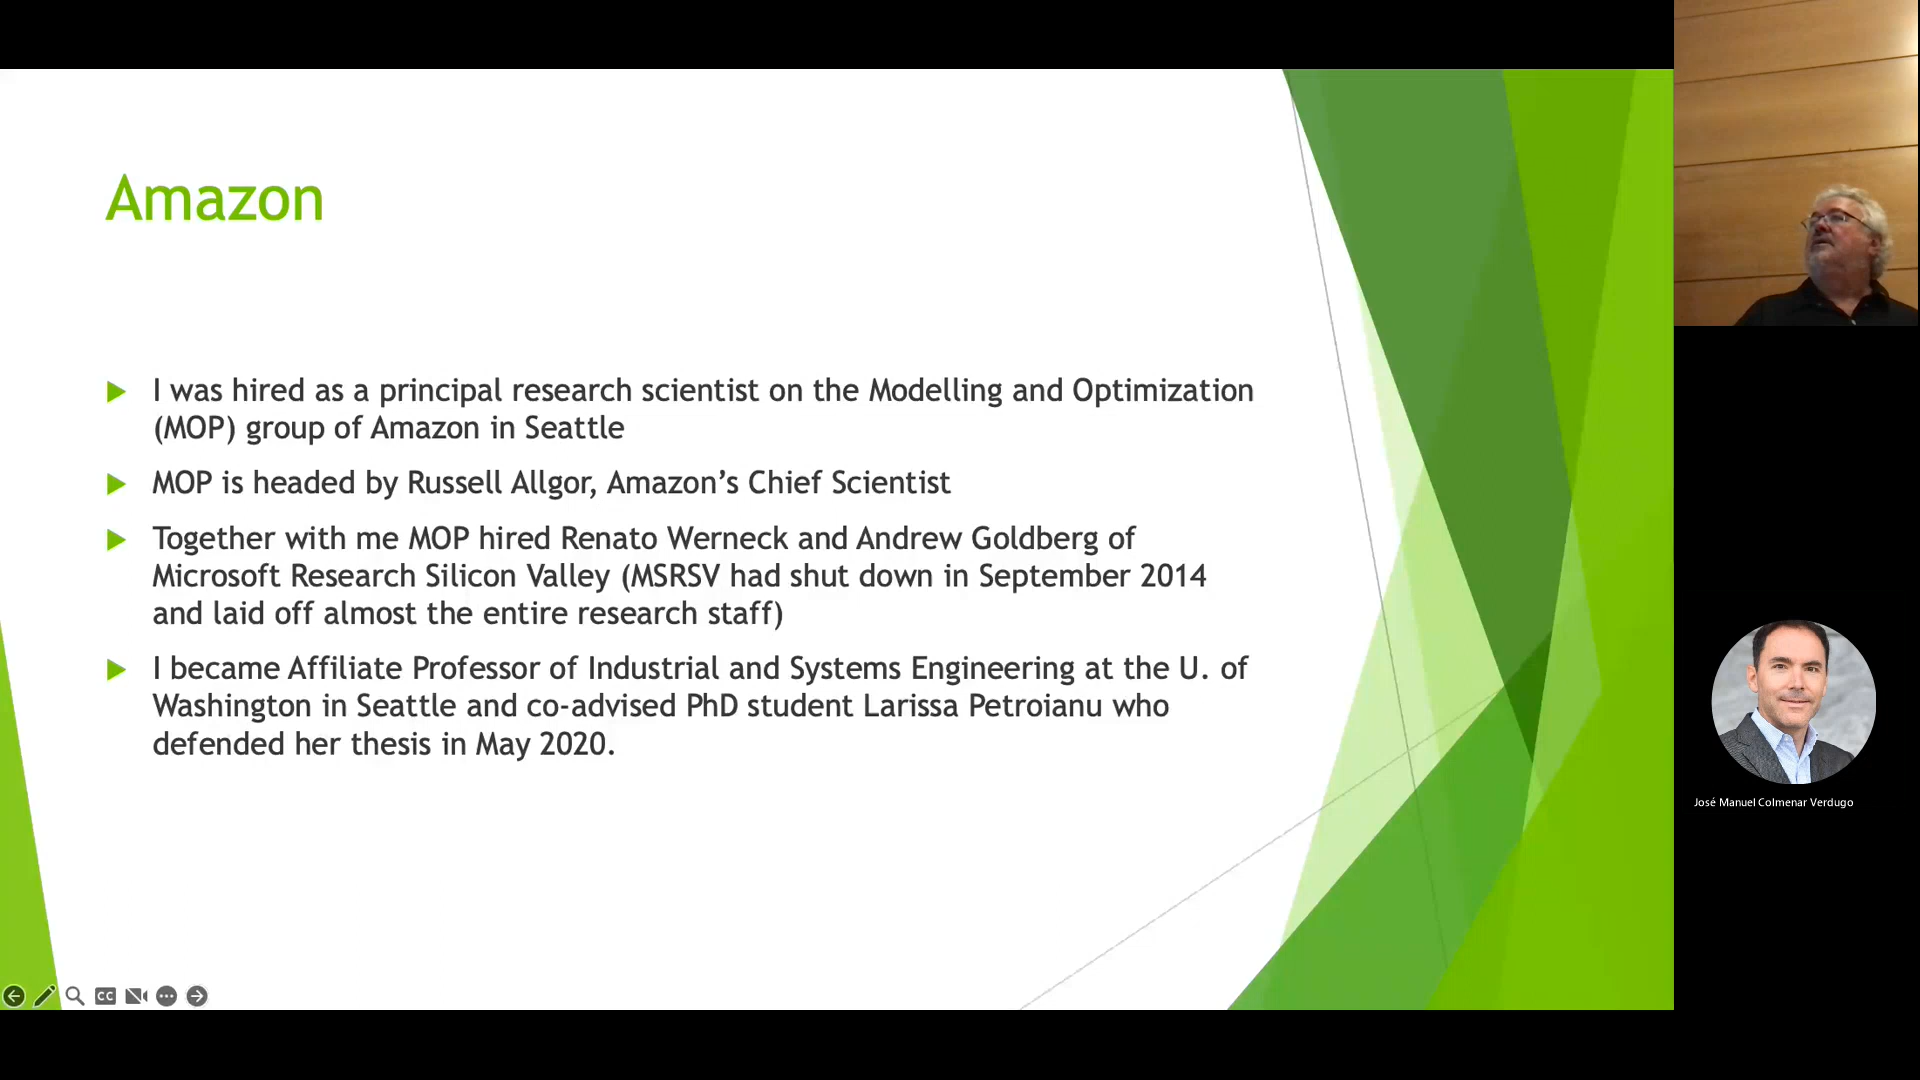 Amazon
I was hired as a principal research scientist on the Modelling and Optimization
(MOP) group of Amazon in Seattle
MOP is headed by Russell Allgor, Amazon’s Chief Scientist
Together with me MOP hired Renato Werneck and Andrew Goldberg of
Microsoft Research Silicon Valley (MSRSV had shut down in September 2014
and laid off almost the entire research staff)
I became Affiliate Professor of Industrial and Systems Engineering at the U. of
Washington in Seattle and co-advised PhD student Larissa Petroianu who
defended her thesis in May 2020.
CC
José Manuel Colmenar Verdugo